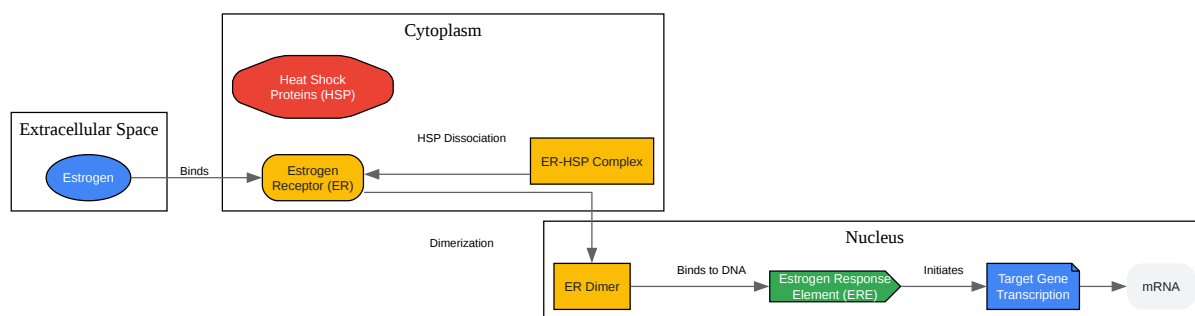 Cytoplasm
Heat Shock
Proteins (HSP)
Extracellular Space
Estrogen
Binds
Estrogen
Receptor (ER)
HSP Dissociation
ER-HSP Complex
Dimerization
Nucleus
ER Dimer
Binds to DNA
Estrogen Response
Element (ERE)
Initiates
Target Gene
Transcription
mRNA